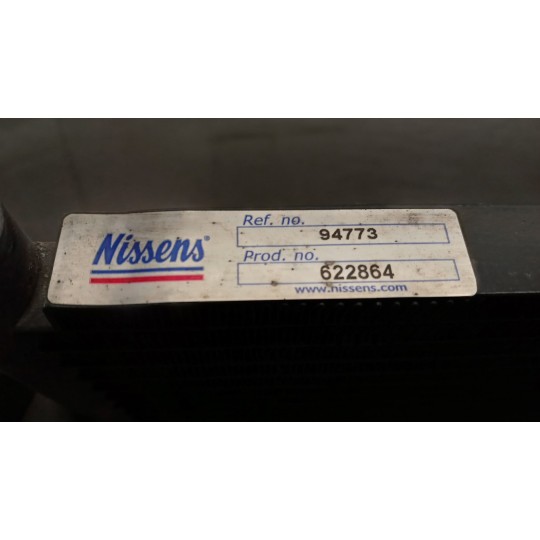 Nissens®
Ref. no.
94773
Prod. no.
622864
www.nissens.com